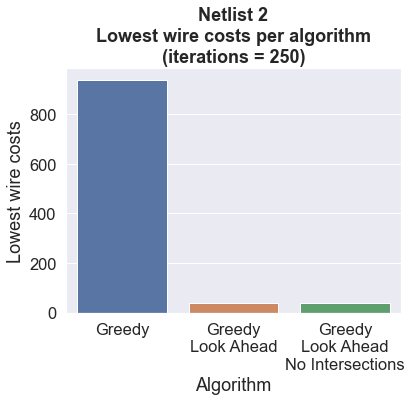 Netlist 2
Lowest wire costs per algorithm
(iterations = 250)
Lowest wire costs
800
600
400
200
0
Greedy
Greedy
Look Ahead
Greedy
Look Ahead
No Intersections
Algorithm